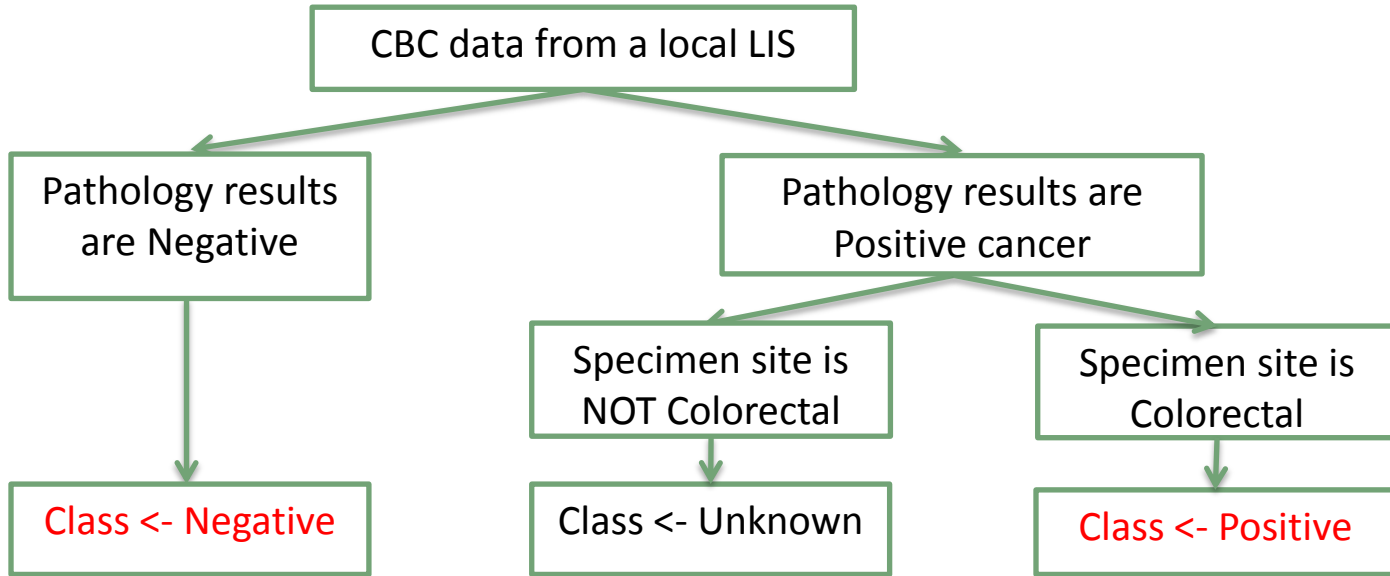 CBC data from a local LIS
Pathology results
are Negative
Pathology results are
Positive cancer
Specimen site is
NOT Colorectal
Specimen site is
Colorectal
Class <- Negative
Class <- Unknown
Class <- Positive